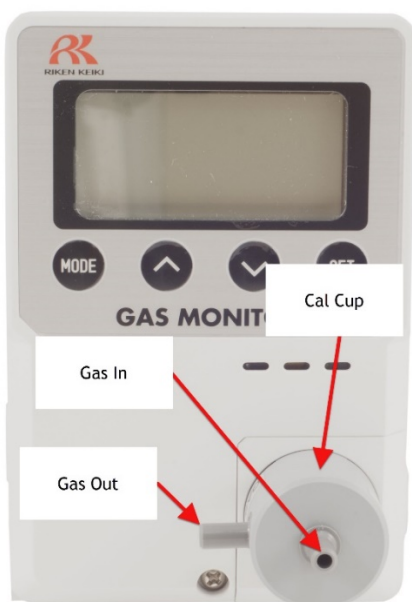 RIKEN KEIKI
MODE
GAS MONIT
Cal Cup
Gas In
Gas Out